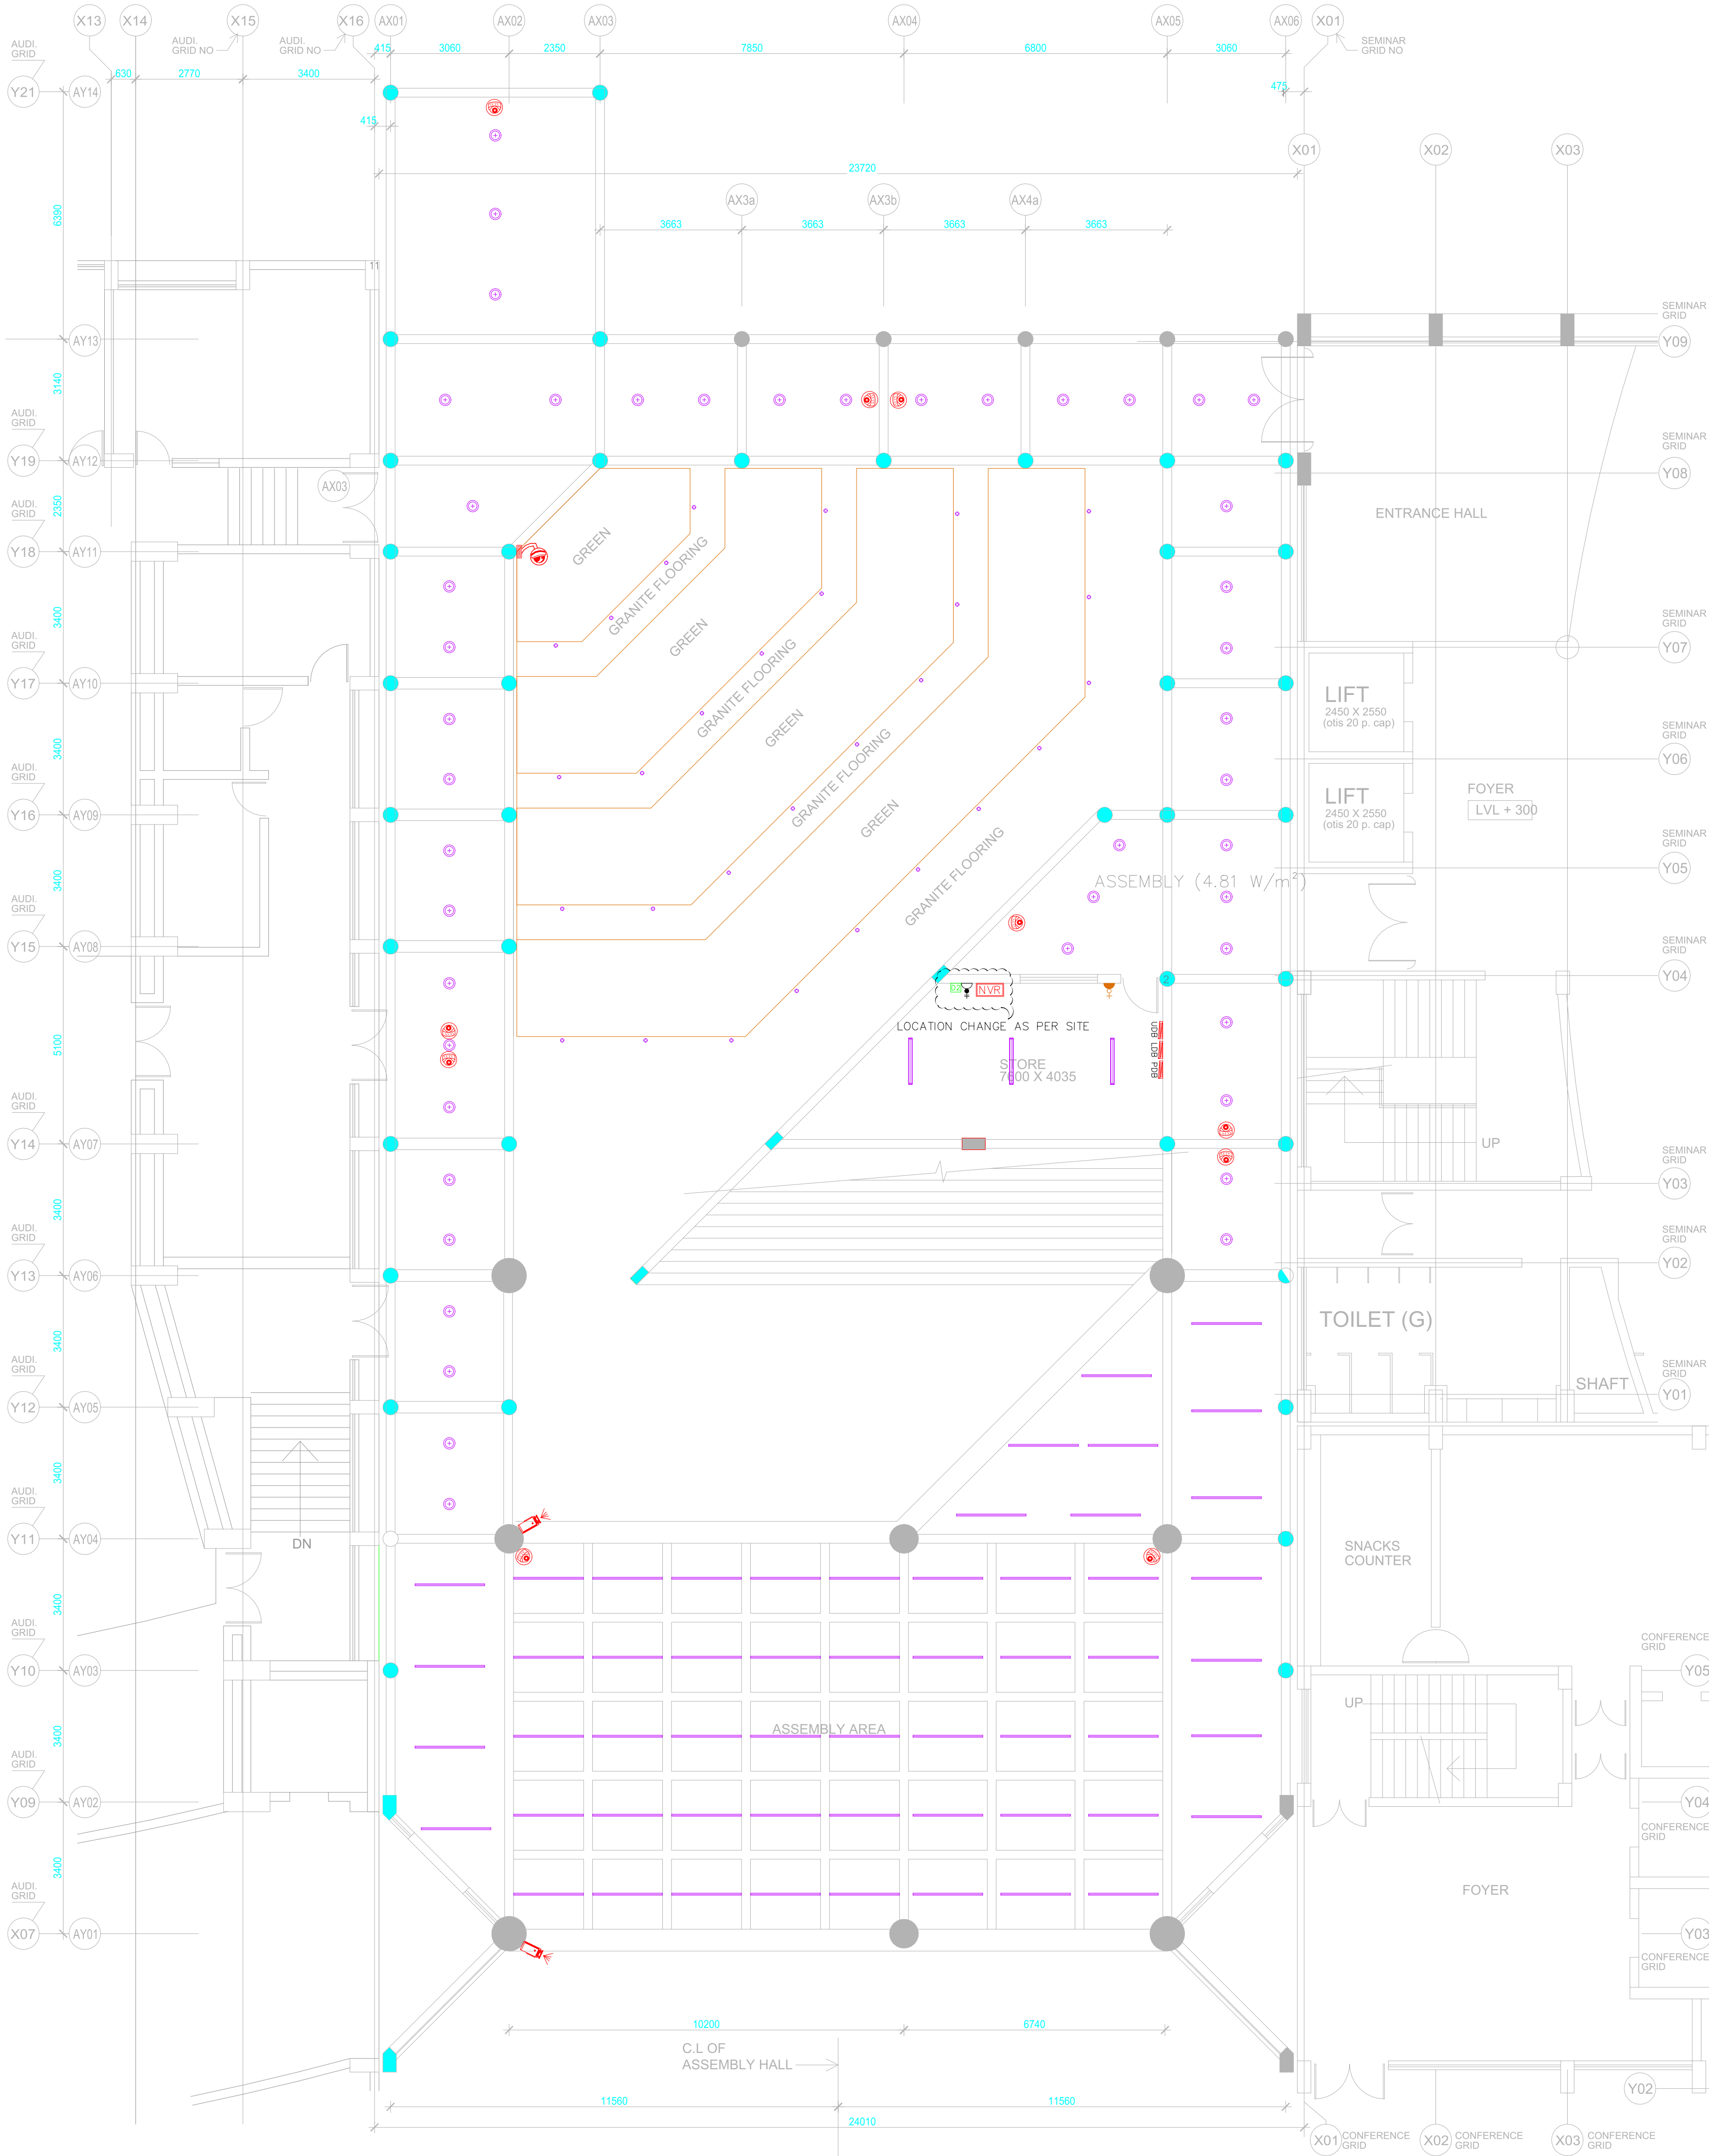 X13
X14
X15
X16
AX01
AX02
AX03
AX04
AX05
AX06
X01
AUDI.
GRID NO
AUDI.
GRID NO
SEMINAR
GRID NO
415
3060
2350
7850
6800
3060
630
2770
3400
475
415
AUDI.
GRID
Y21
AY14
23720
X01
X02
X03
AX3a
AX3b
AX4a
3663
3663
3663
3663
6390
11
SEMINAR
GRID
Y09
AY13
3140
AUDI.
GRID
Y19
AY12
SEMINAR
GRID
Y08
AX03
2350
AUDI.
GRID
Y18
AY11
ENTRANCE HALL
GREEN
GRANITE FLOORING
3400
SEMINAR
GRID
Y07
AUDI.
GRID
Y17
AY10
GREEN
GRANITE FLOORING
LIFT
2450 X 2550
(otis 20 p. cap)
3400
SEMINAR
GRID
Y06
AUDI.
GRID
Y16
AY09
GREEN
GRANITE FLOORING
LIFT
2450 X 2550
(otis 20 p. cap)
FOYER
LVL + 300
3400
SEMINAR
GRID
Y05
GREEN
GRANITE FLOORING
ASSEMBLY (4.81 W/m²)
AUDI.
GRID
Y15
AY08
SEMINAR
GRID
Y04
2
NVR
LOCATION CHANGE AS PER SITE
UDB LDB PDB
STORE
7600 X 4035
5100
AUDI.
GRID
Y14
AY07
UP
SEMINAR
GRID
Y03
3400
AUDI.
GRID
Y13
AY06
SEMINAR
GRID
Y02
TOILET (G)
3400
SHAFT
SEMINAR
GRID
Y01
AUDI.
GRID
Y12
AY05
3400
AUDI.
GRID
Y11
AY04
DN
SNACKS
COUNTER
3400
AUDI.
GRID
Y10
AY03
CONFERENCE
GRID
Y05
UP
ASSEMBLY AREA
3400
AUDI.
GRID
Y09
AY02
Y04
CONFERENCE
GRID
3400
FOYER
AUDI.
GRID
X07
AY01
Y03
CONFERENCE
GRID
10200
6740
C.L OF
ASSEMBLY HALL
Y02
11560
11560
24010
X01
CONFERENCE
GRID
X02
CONFERENCE
GRID
X03
CONFERENCE
GRID